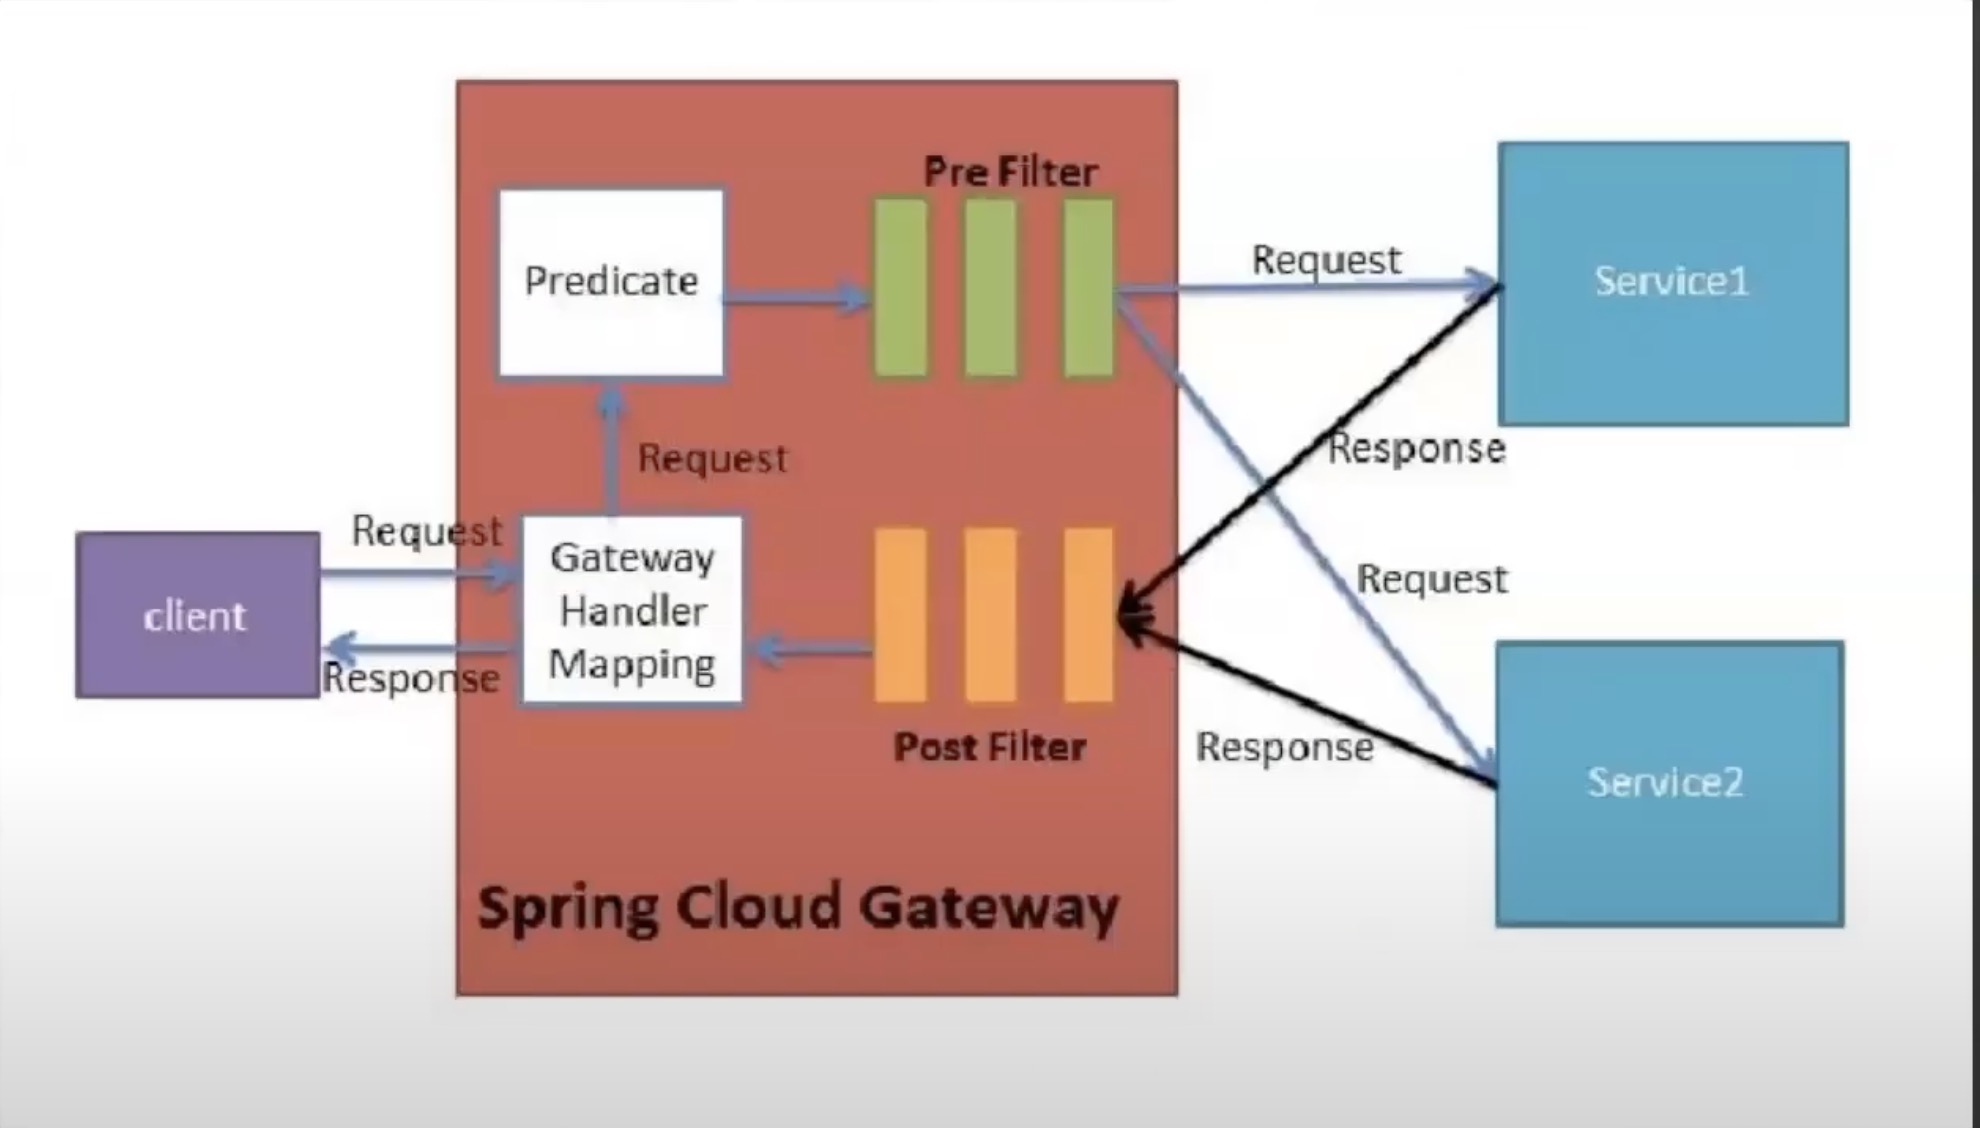 Pre Filter
Predicate
Request
Service1
Response
Request
Request
Gateway
Handler
Mapping
client
Request
Response
Post Filter
Response
Service2
Spring Cloud Gateway